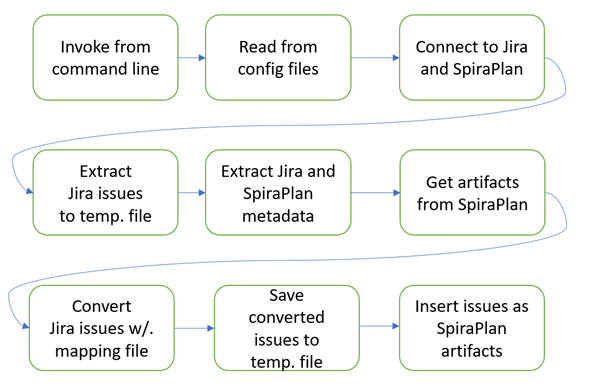 Invoke from
command line
Read from
config files
Connect to Jira
and SpiraPlan
Extract
Jira issues
to temp. file
Extract Jira and
SpiraPlan
metadata
Get artifacts
from SpiraPlan
Convert
Jira issues w/.
mapping file
Save
converted
issues to
temp. file
Insert issues as
SpiraPlan
artifacts